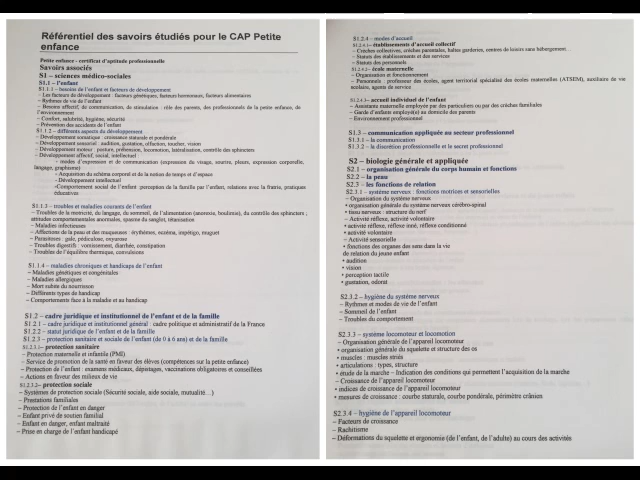 Référentiel des savoirs étudiés pour le CAP Petite
enfance
Petite enfance - certificat d'aptitude professionnelle
Savoirs associés
S1 – sciences médico-sociales
S1.1 – l'enfant
S1.1.1 – besoins de l'enfant et facteurs de développement
- Les facteurs de développement : facteurs génétiques, facteurs hormonaux, facteurs alimentaires
– Rythmes de vie de l'enfant
– Besoins affectif, de communication, de stimulation : rôle des parents, des professionnels de la petite enfance, de
l'environnement
– Confort, salubrité, hygiène, sécurité
– Prévention des accidents de l'enfant
S1.1.2 – différents aspects du développement
– Développement somatique : croissance staturale et pondérale
– Développement sensoriel : audition, gustation, olfaction, toucher, vision
– Développement moteur : posture, préhension, locomotion, latéralisation, contrôle des sphincters
– Développement affectif, social, intellectuel
- modes d'expression et de communication (expression du visage, sourire, pleurs, expression corporelle,
langage, graphisme)
• Acquisition du schéma corporel et de la notion de temps et d'espace
•Développement intellectuel
•Comportement social de l'enfant : perception de la famille par l'enfant, relations avec la fratrie, pratiques
éducatives
S1.1.3 – troubles et maladies courants de l'enfant
– Troubles de la motricité, du langage, du sommeil, de l'alimentation (anorexie, boulimie), du contrôle des sphincters ;
attitudes comportementales anormales, spasme du sanglot, titanisation
– Maladies infectieuses
– Affections de la peau et des muqueuses : érythèmes, eczéma, impétigo, muguet
– Parasitoses : gale, pédiculose, oxyurose
– Troubles digestifs : vomissement, diarrhée, constipation
– Troubles de l'équilibre thermique, convulsions
S1.1.4 – maladies chroniques et handicaps de l'enfant
– Maladies génétiques et congénitales
– Maladies allergiques
– Mort subite du nourrisson
– Différents types de handicap
– Comportements face à la maladie et au handicap
S1.2 – cadre juridique et institutionnel de l'enfant et de la famille
S1.2.1 – cadre juridique et institutionnel général : cadre politique et administratif de la France
S1.2.2 – statut juridique de l'enfant et de la famille
S1.2.3 – protection sanitaire et sociale de l'enfant (de 0 à 6 ans) et de la famille
S1.2.3.1– protection sanitaire
– Protection maternelle et infantile (PMI)
– Service de promotion de la santé en faveur des élèves (compétences sur la petite enfance)
– Protection de l'enfant : examens médicaux, dépistages, vaccinations obligatoires et conseillées
– Actions en faveur des milieux de vie
S1.2.3.2– protection sociale
– Systèmes de protection sociale (Sécurité sociale, aide sociale, mutualité…)
– Prestations familiales
– Protection de l'enfant en danger
– Enfant privé de soutien familial
– Enfant en danger, enfant maltraité
– Prise en charge de l'enfant handicapé
S1.2.4 – modes d'accueil
S1.2.4.1– établissements d'accueil collectif
– Crèches collectives, crèches parentales, haltes garderies, centres de loisirs sans hébergement…
– Statuts des établissements et des services
– Statuts des personnels
S1.2.4.2– école maternelle
– Organisation et fonctionnement
– Personnels : professeur des écoles, agent territorial spécialisé des écoles maternelles (ATSEM), auxiliaire de vie
scolaire, agents de service
S1.2.4.3– accueil individuel de l'enfant
– Assistants maternelle employée par des particuliers ou par des crèches familiales
– Garde d'enfants employé(e) au domicile des parents
– Environnement professionnel
S1.3 – communication appliquée au secteur professionnel
S1.3.1 – la communication
S1.3.2 – la discrétion professionnelle et le secret professionnel
S2 – biologie générale et appliquée
S2.1 – organisation générale du corps humain et fonctions
S2.2 – la peau
S2.3 – les fonctions de relation
S2.3.1 – système nerveux : fonctions motrices et sensorielles
– Organisation du système nerveux
• organisation générale du système nerveux cérébro-spinal
• tissu nerveux : structure du nerf
– Activité réflexe, activité volontaire
• activité réflexe, réflexe inné, réflexe conditionné
• activité volontaire
– Activité sensorielle
• fonctions des organes des sens dans la vie
de relation du jeune enfant
• audition
• vision
• perception tactile
• gustation, odorat
S2.3.2 – hygiène du système nerveux
– Rythmes et modes de vie de l'enfant
– Sommeil de l'enfant
– Troubles du comportement
S2.3.3 – système locomoteur et locomotion
– Organisation générale de l'appareil locomoteur
• organisation générale du squelette et structure des os
• muscles : muscles striés
• articulations : types, structure
• étude de la marche – Indication des conditions qui permettent l'acquisition de la marche
– Croissance de l'appareil locomoteur
• indices de croissance de l'appareil locomoteur
• mesures de croissance : courbe staturale, courbe pondérale, périmètre crânien
S2.3.4 – hygiène de l'appareil locomoteur
– Facteurs de croissance
– Rachitisme
– Déformations du squelette et ergonomie (de l'enfant, de l'adulte) au cours des activités